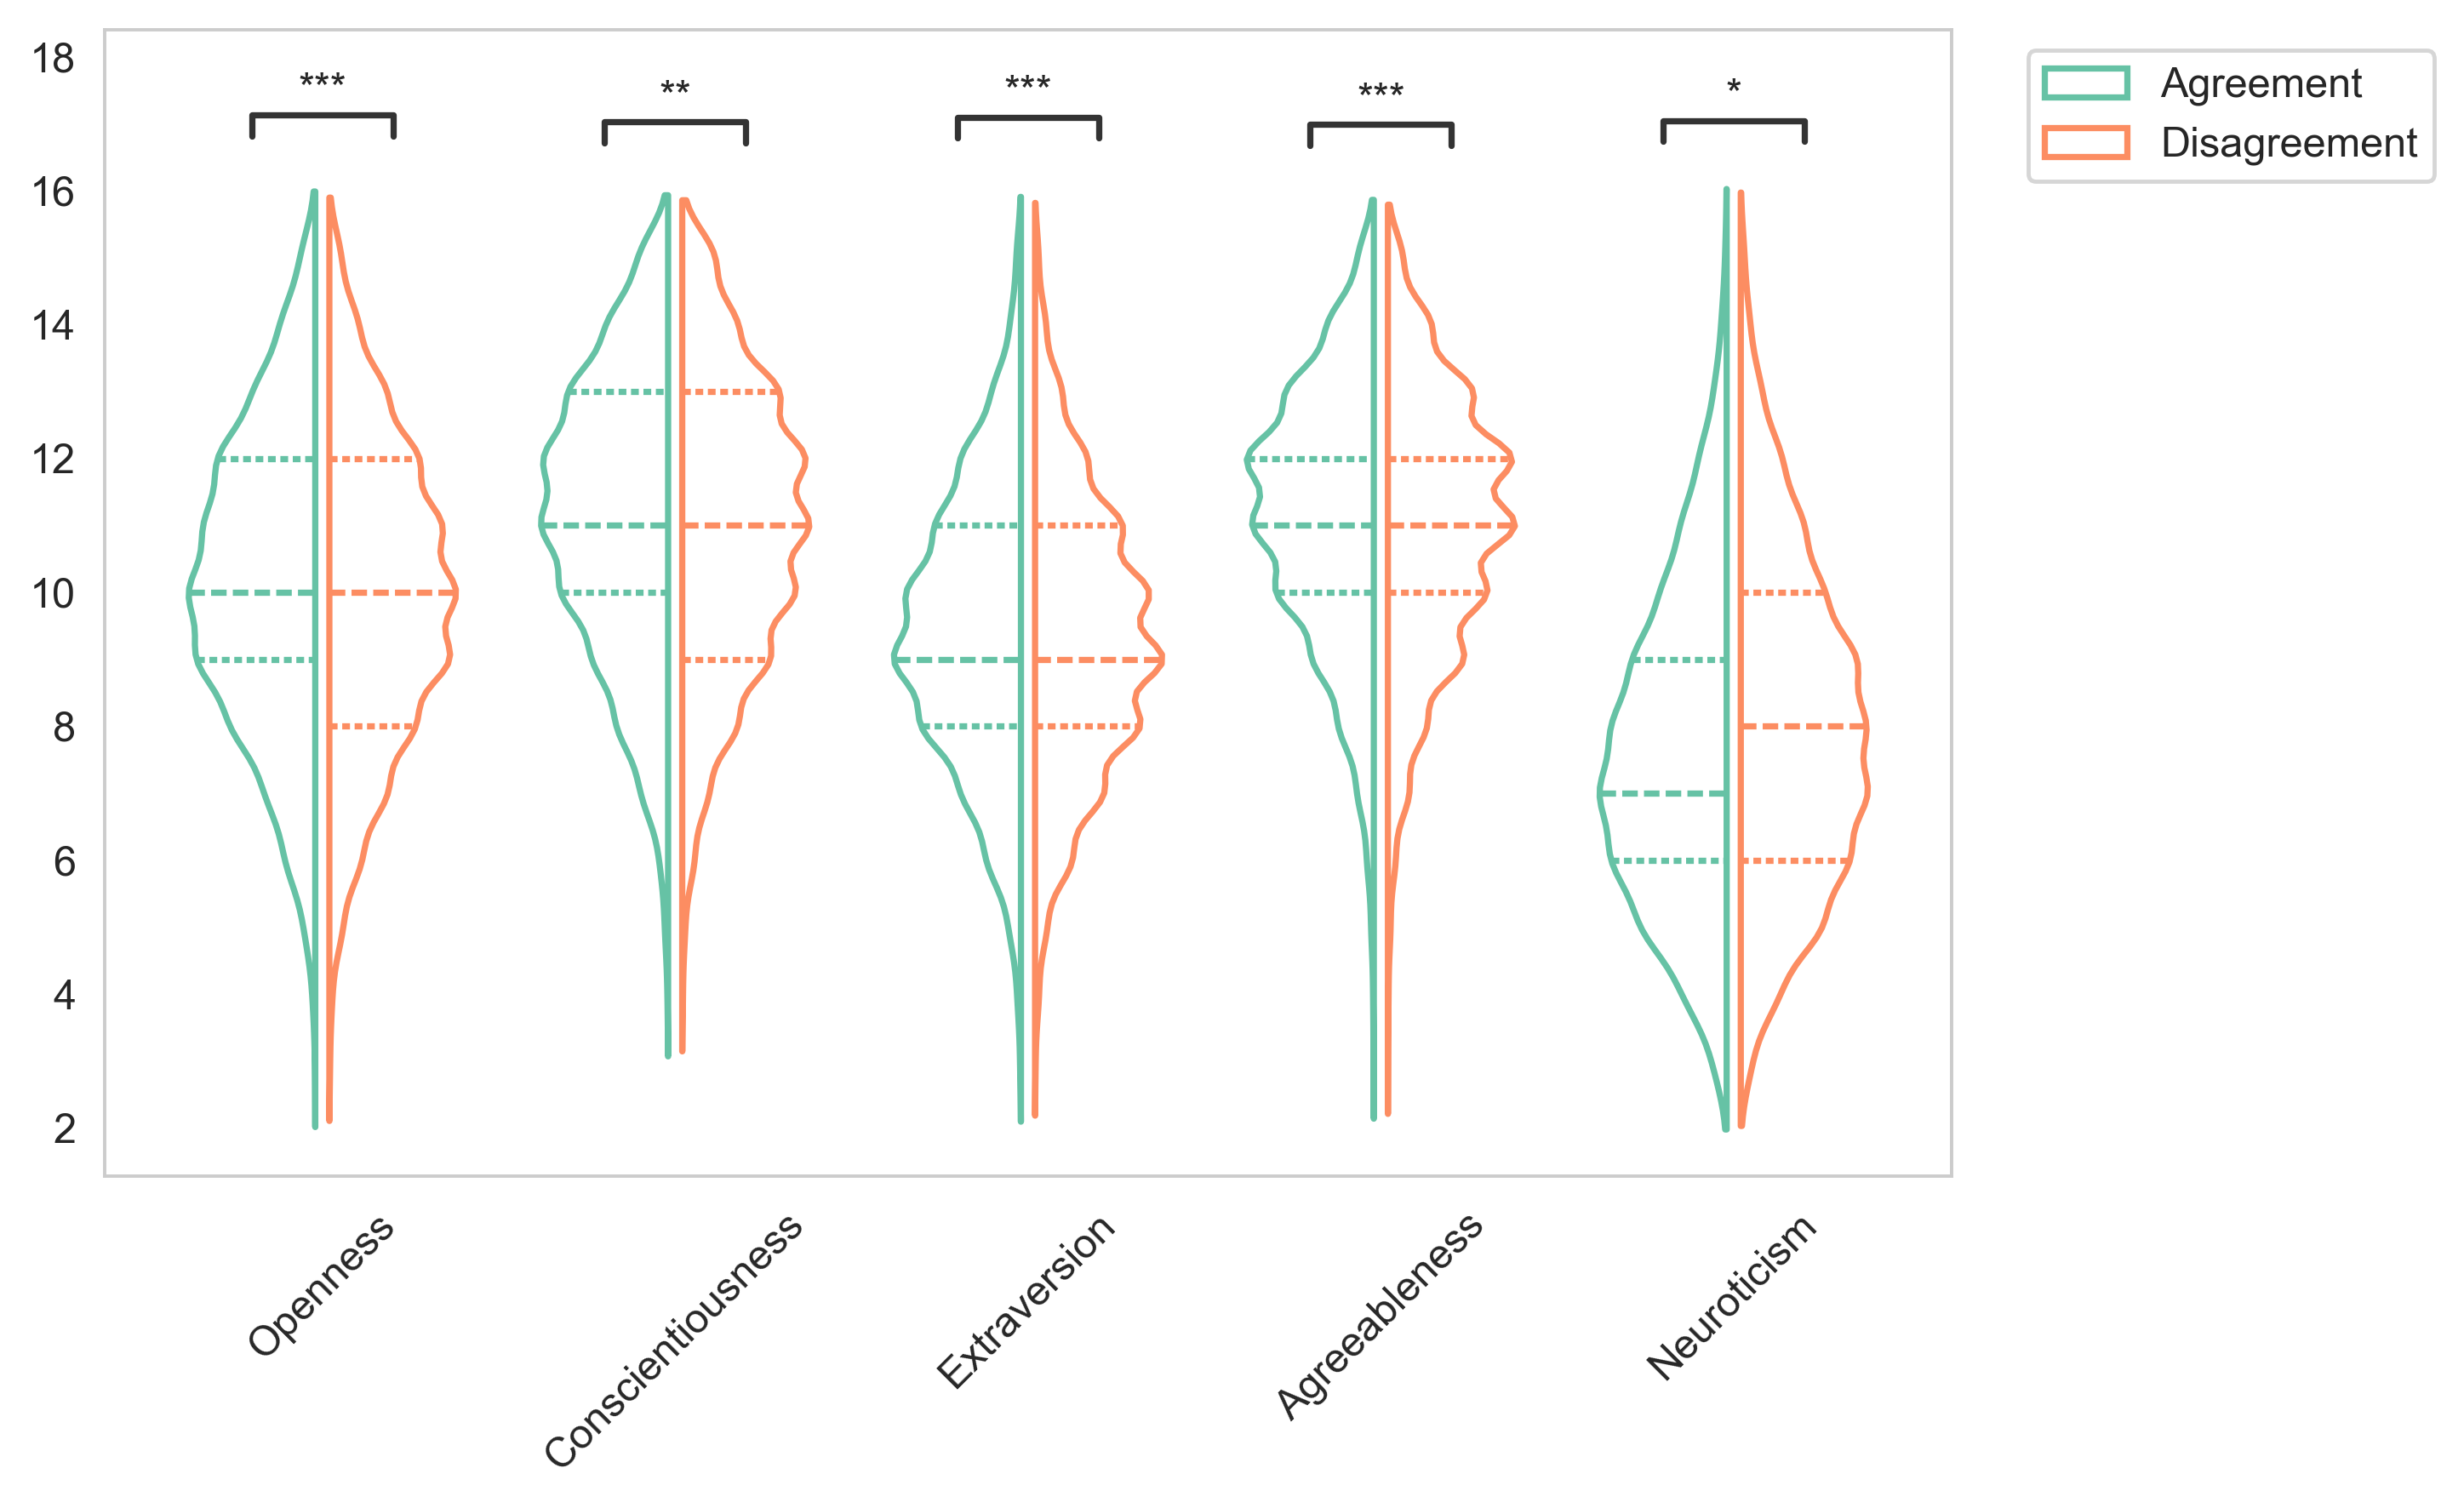 18
16
14
12
10
8
6
4
2
***
**
***
***
*
Agreement
Disagreement
Openness
Conscientiousness
Extraversion
Agreeableness
Neuroticism